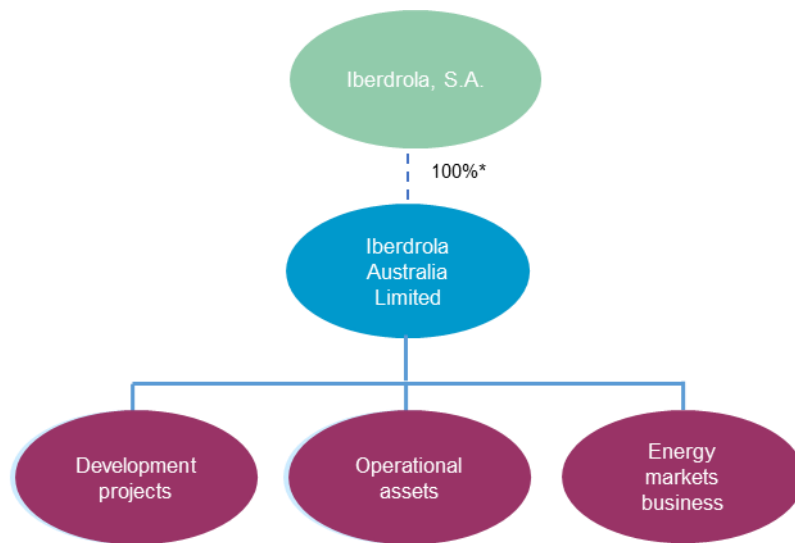 Iberdrola, S.A.
100%*
Iberdrola
Australia
Limited
Development
projects
Operational
assets
Energy
markets
business